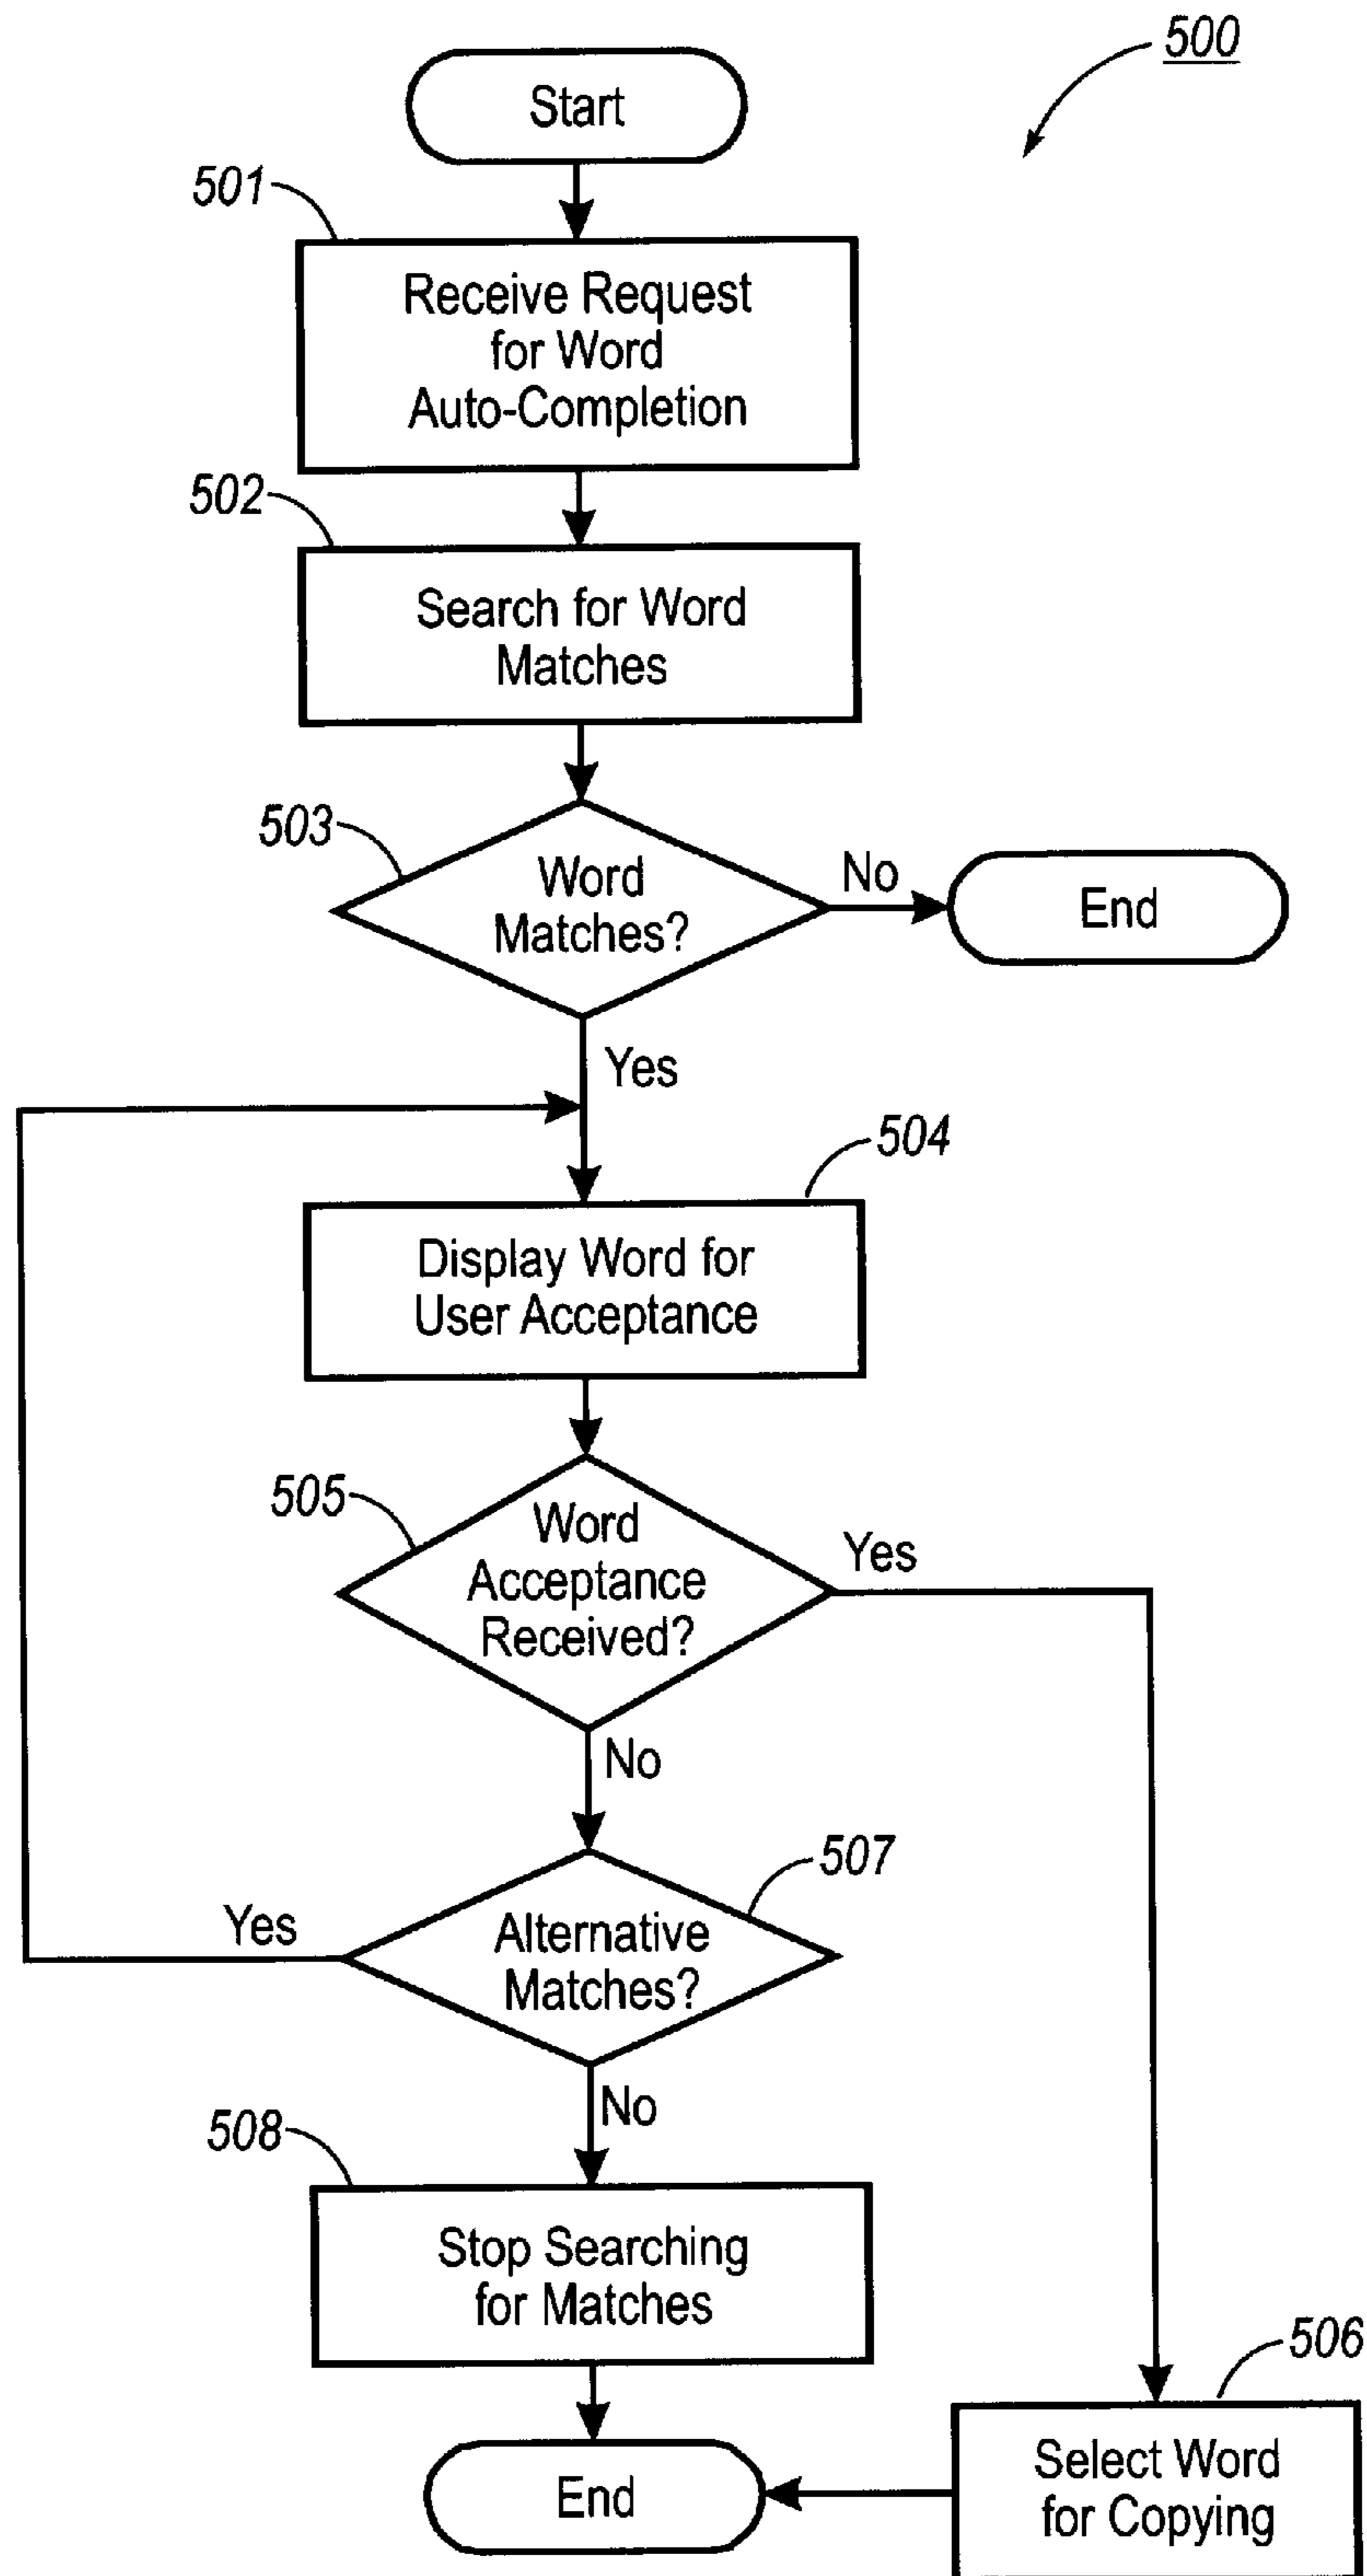 500
Start
501
Receive Request
for Word
Auto-Completion
502
Search for Word
Matches
503
Word
Matches?
No
End
Yes
504
Display Word for
User Acceptance
505
Word
Acceptance
Received?
Yes
No
507
Alternative
Matches?
Yes
No
508
Stop Searching
for Matches
506
Select Word
for Copying
End